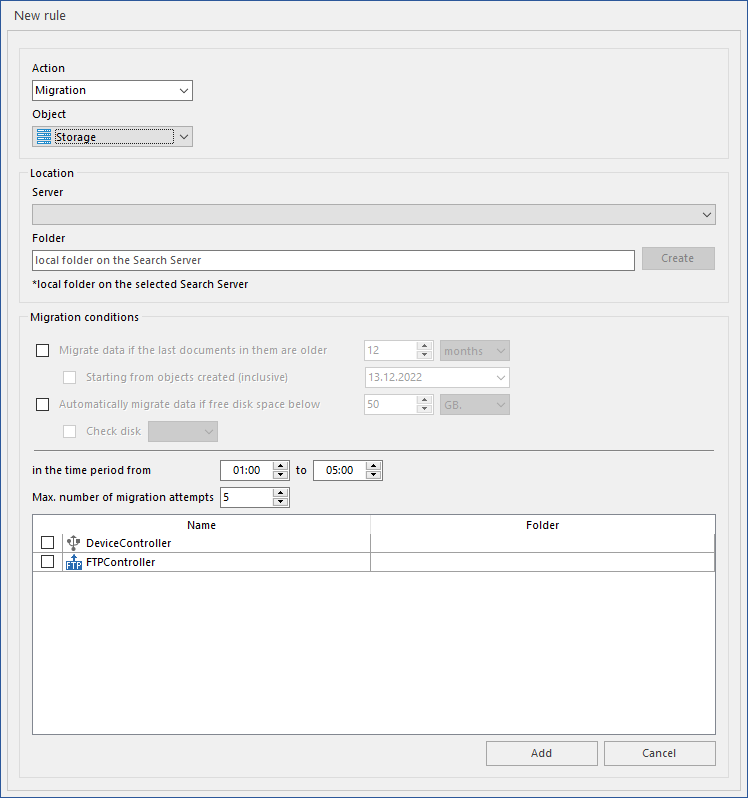 New rule
Action
Migration
Object
Storage
Location
Server
Folder
local folder on the Search Server
Create
*local folder on the selected Search Server
Migration conditions
Migrate data if the last documents in them are older 12 months
Starting from objects created (inclusive) 13.12.2022
Automatically migrate data if free disk space below 50 GB.
Check disk
in the time period from 01:00 to 05:00
Max. number of migration attempts 5
Name Folder
DeviceController
FTP FTPController
Add Cancel